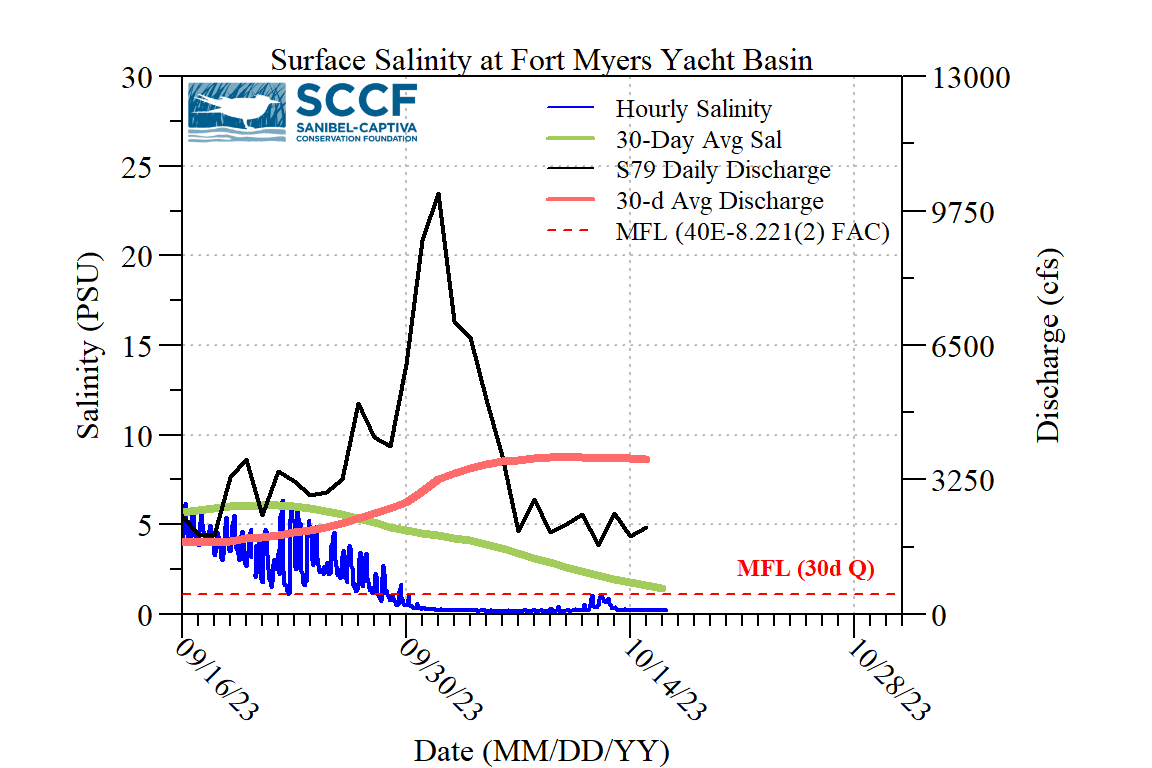 Surface Salinity at Fort Myers Yacht Basin
SCCF
SANIBEL-CAPTIVA
CONSERVATION FOUNDATION
Hourly Salinity
30-Day Avg Sal
S79 Daily Discharge
30-d Avg Discharge
MFL (40E-8.221(2) FAC)
30
25
20
15
10
5
0
Salinity (PSU)
13000
9750
6500
3250
0
Discharge (cfs)
MFL (30d Q)
09/16/23
09/30/23
10/14/23
10/28/23
Date (MM/DD/YY)